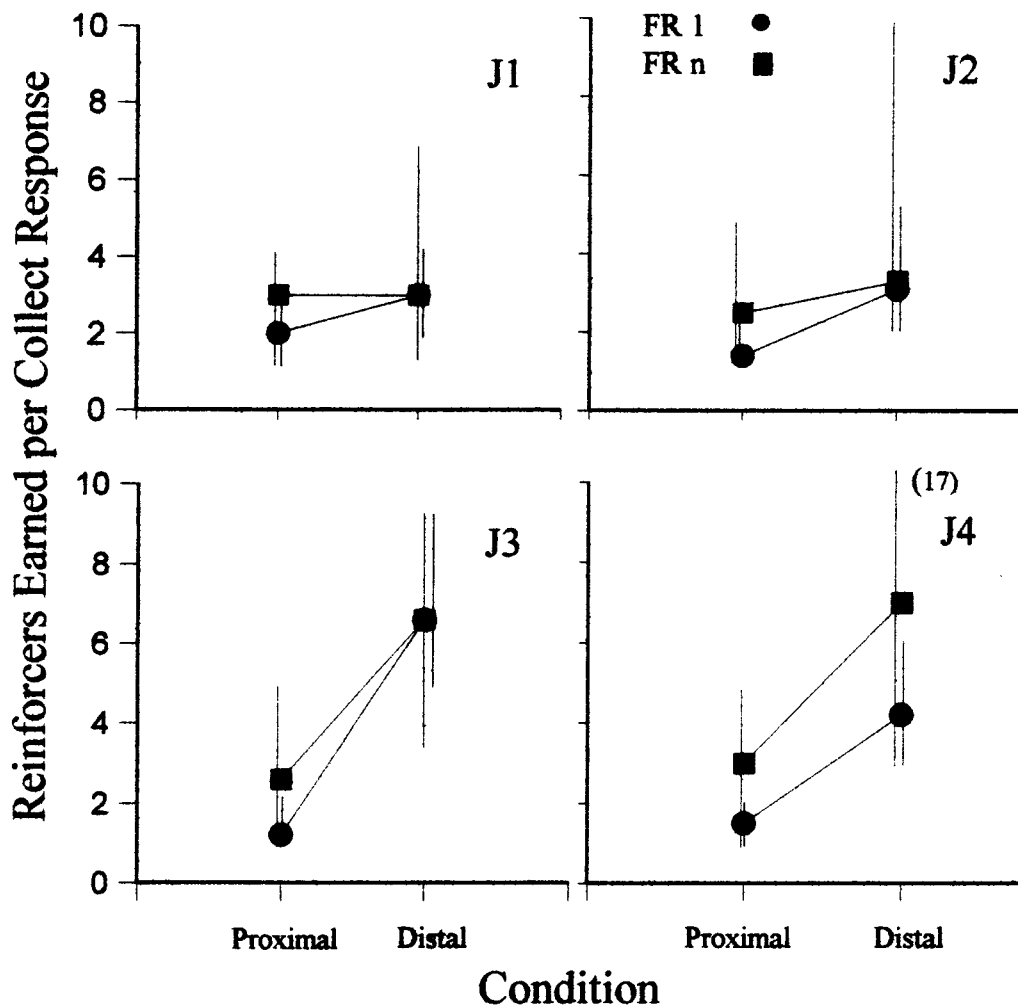 Reinforcers Earned per Collect Response
10
8
6
4
2
0
J1
FR 1
FR n
J2
10
8
6
4
2
0
J3
(17)
J4
Proximal Distal
Proximal Distal
Condition